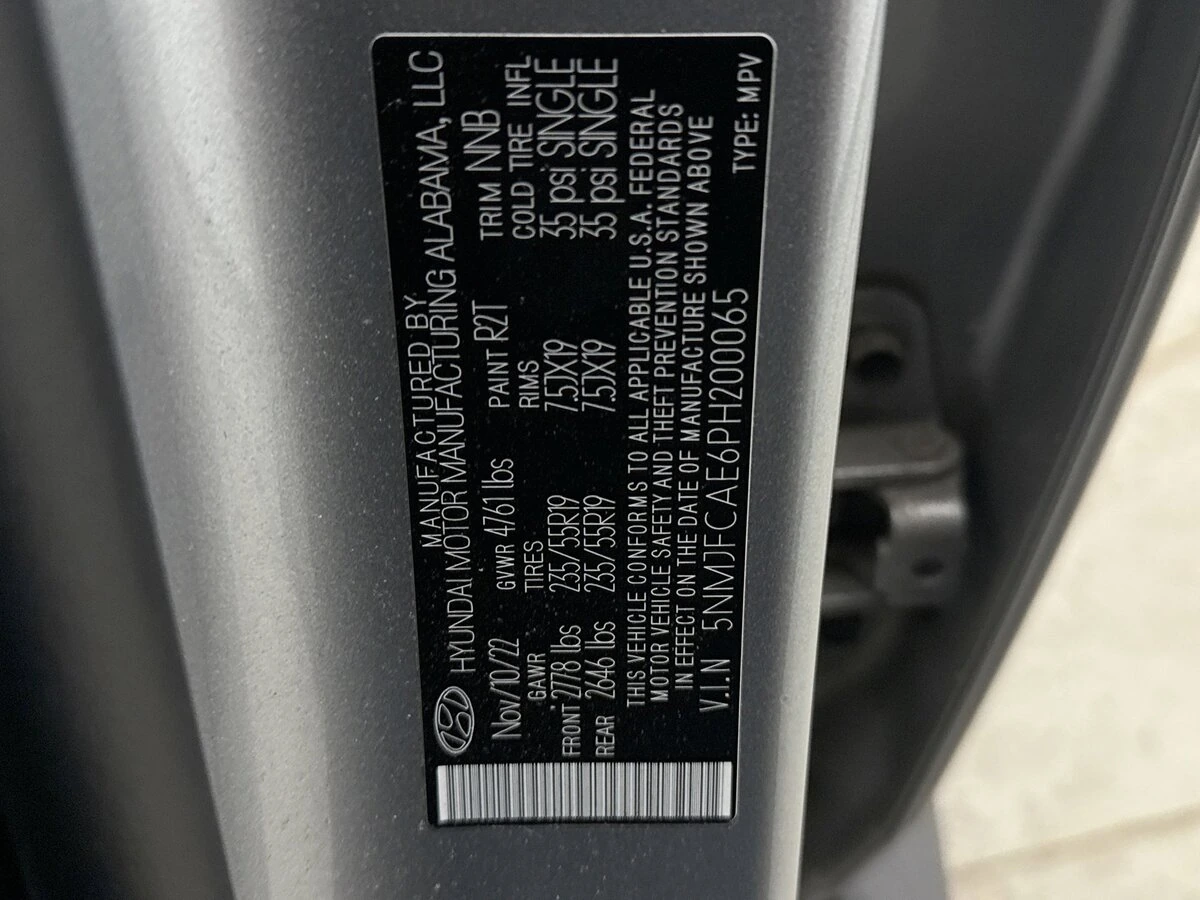 MANUFACTURED BY
HYUNDAI MOTOR MANUFACTURING ALABAMA, LLC
Nov/10/22 GVWR 4761 lbs PAINT R2T TRIM NNB
GAWR TIRES RIMS COLD TIRE INFL
FRONT 2778 lbs 235/55R19 7.5JX19 35 psi SINGLE
REAR 2646 lbs 235/55R19 7.5JX19 35 psi SINGLE
THIS VEHICLE CONFORMS TO ALL APPLICABLE U.S.A. FEDERAL
MOTOR VEHICLE SAFETY AND THEFT PREVENTION STANDARDS
IN EFFECT ON THE DATE OF MANUFACTURE SHOWN ABOVE
V.I.N 5NMJFCAE6PH200065 TYPE: MPV